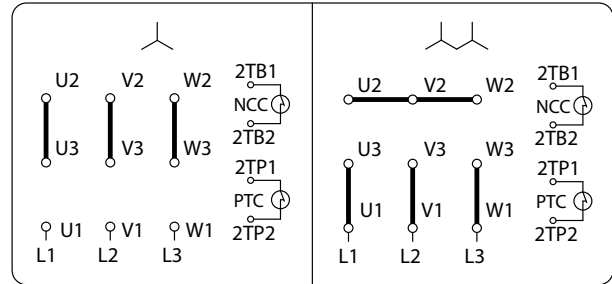 U2 V2 W2 2TB1
NCC
U3 V3 W3 2TB2
2TP1
PTC
U1 V1 W1 2TP2
L1 L2 L3
U2 V2 W2 2TB1
NCC
2TB2
U3 V3 W3 2TP1
U1 V1 W1 PTC
2TP2
L1 L2 L3